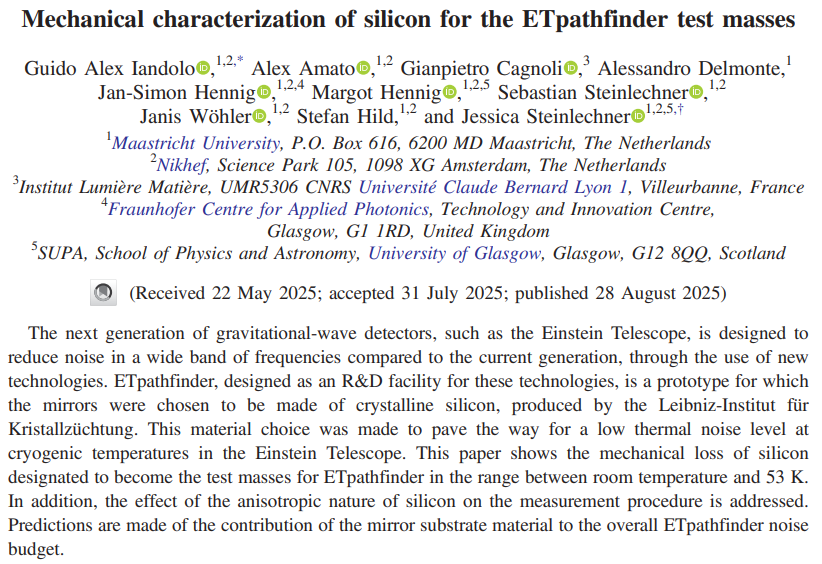 Mechanical characterization of silicon for the ETpathfinder test masses
Guido Alex Iandolo,1,2,* Alex Amato,1,2 Gianpietro Cagnoli,3 Alessandro Delmonte,1
Jan-Simon Hennig,1,2,4 Margot Hennig,1,2,5 Sebastian Steinlechner,1,2
Janis Wöhler,1,2 Stefan Hild,1,2 and Jessica Steinlechner1,2,5,†
1Maastricht University, P.O. Box 616, 6200 MD Maastricht, The Netherlands
2Nikhef, Science Park 105, 1098 XG Amsterdam, The Netherlands
3Institut Lumière Matière, UMR5306 CNRS Université Claude Bernard Lyon 1, Villeurbanne, France
4Fraunhofer Centre for Applied Photonics, Technology and Innovation Centre,
Glasgow, G1 1RD, United Kingdom
5SUPA, School of Physics and Astronomy, University of Glasgow, Glasgow, G12 8QQ, Scotland
(Received 22 May 2025; accepted 31 July 2025; published 28 August 2025)
The next generation of gravitational-wave detectors, such as the Einstein Telescope, is designed to
reduce noise in a wide band of frequencies compared to the current generation, through the use of new
technologies. ETpathfinder, designed as an R&D facility for these technologies, is a prototype for which
the mirrors were chosen to be made of crystalline silicon, produced by the Leibniz-Institut für
Kristallzüchtung. This material choice was made to pave the way for a low thermal noise level at
cryogenic temperatures in the Einstein Telescope. This paper shows the mechanical loss of silicon
designated to become the test masses for ETpathfinder in the range between room temperature and 53 K.
In addition, the effect of the anisotropic nature of silicon on the measurement procedure is addressed.
Predictions are made of the contribution of the mirror substrate material to the overall ETpathfinder noise
budget.